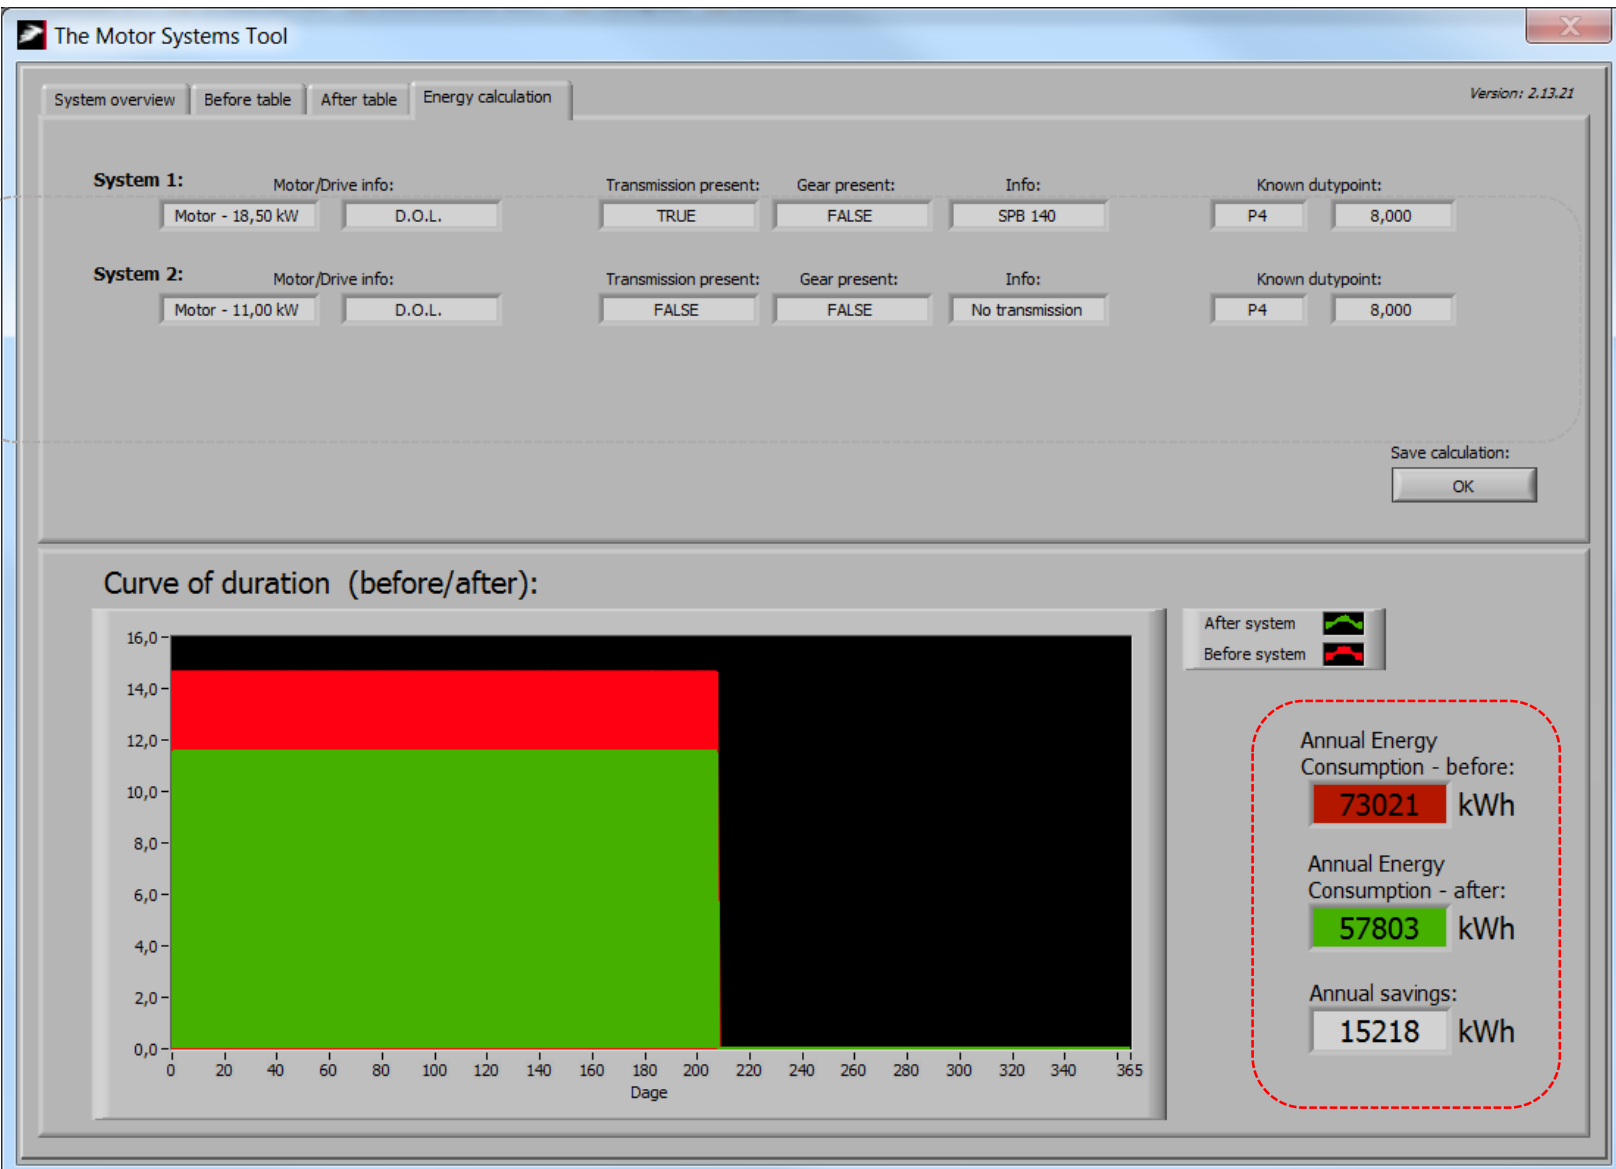 The Motor Systems Tool
X
System overview Before table After table Energy calculation Version: 2.13.21
System 1: Motor/Drive info: Transmission present: Gear present: Info: Known dutypoint:
Motor - 18,50 kW D.O.L. TRUE FALSE SPB 140 P4 8,000
System 2: Motor/Drive info: Transmission present: Gear present: Info: Known dutypoint:
Motor - 11,00 kW D.O.L. FALSE FALSE No transmission P4 8,000
Save calculation:
OK
Curve of duration (before/after):
16,0
14,0
12,0
10,0
8,0
6,0
4,0
2,0
0,0
0 20 40 60 80 100 120 140 160 180 200 220 240 260 280 300 320 340 365
Dage
After system
Before system
Annual Energy
Consumption - before:
73021 kWh
Annual Energy
Consumption - after:
57803 kWh
Annual savings:
15218 kWh